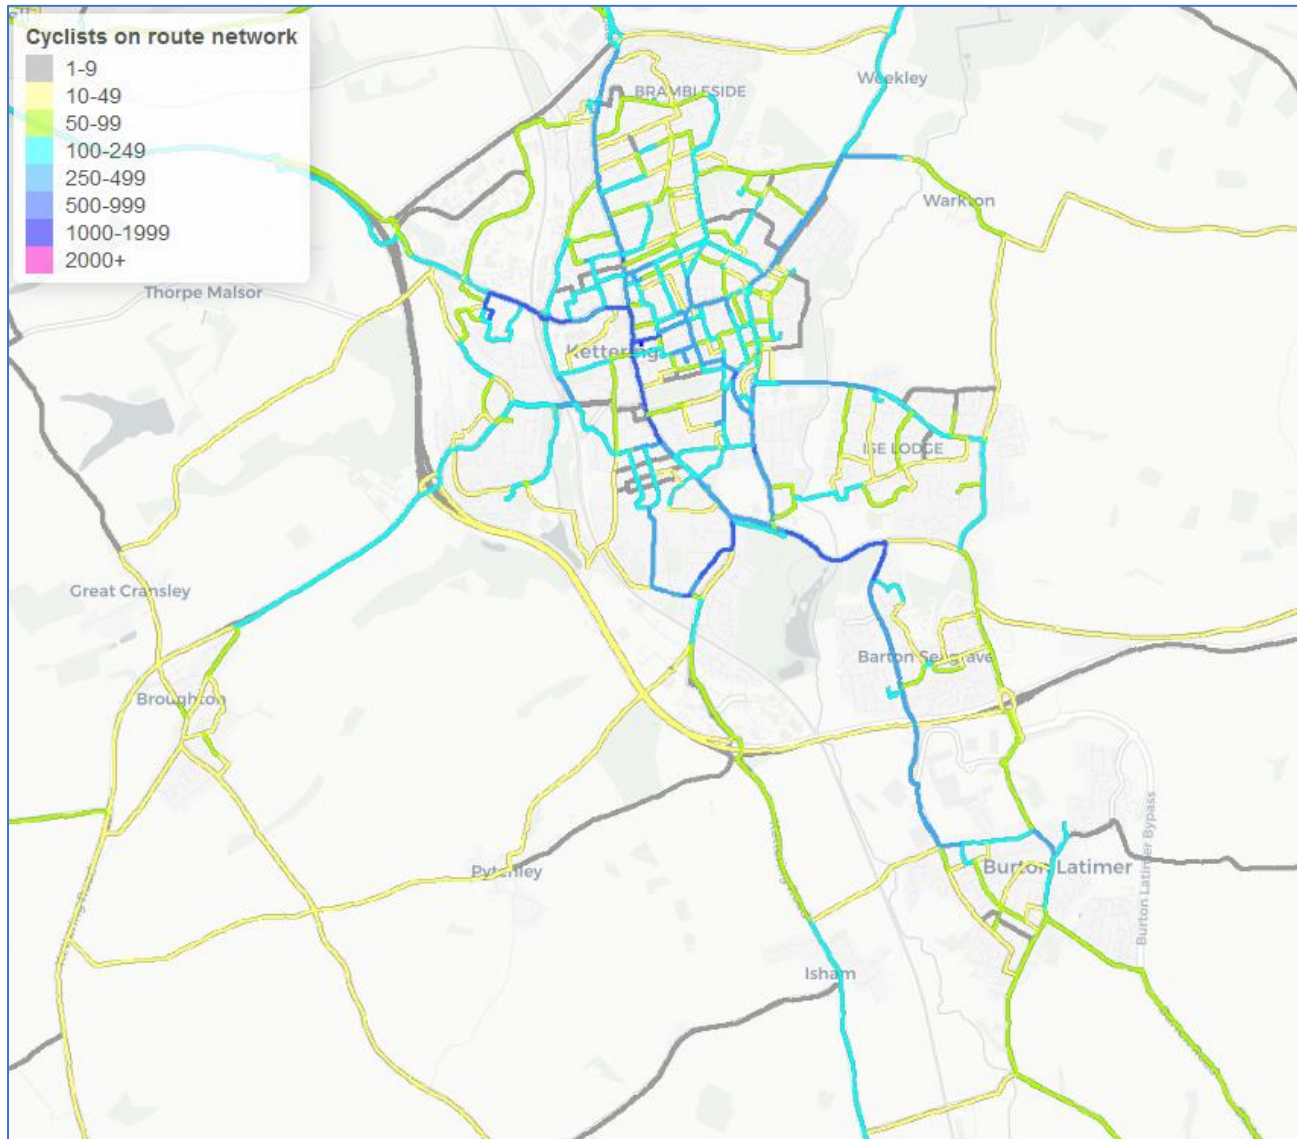 Cyclists on route network
1-9
10-49
50-99
100-249
250-499
500-999
1000-1999
2000+
BRAMBLESIDE
Weekley
Warkton
Thorpe Malsor
Kettering
ISE LODGE
Great Cransley
Barton Seagrave
Broughton
Pytchley
Burton Latimer
Burton Latimer Bypass
Isham